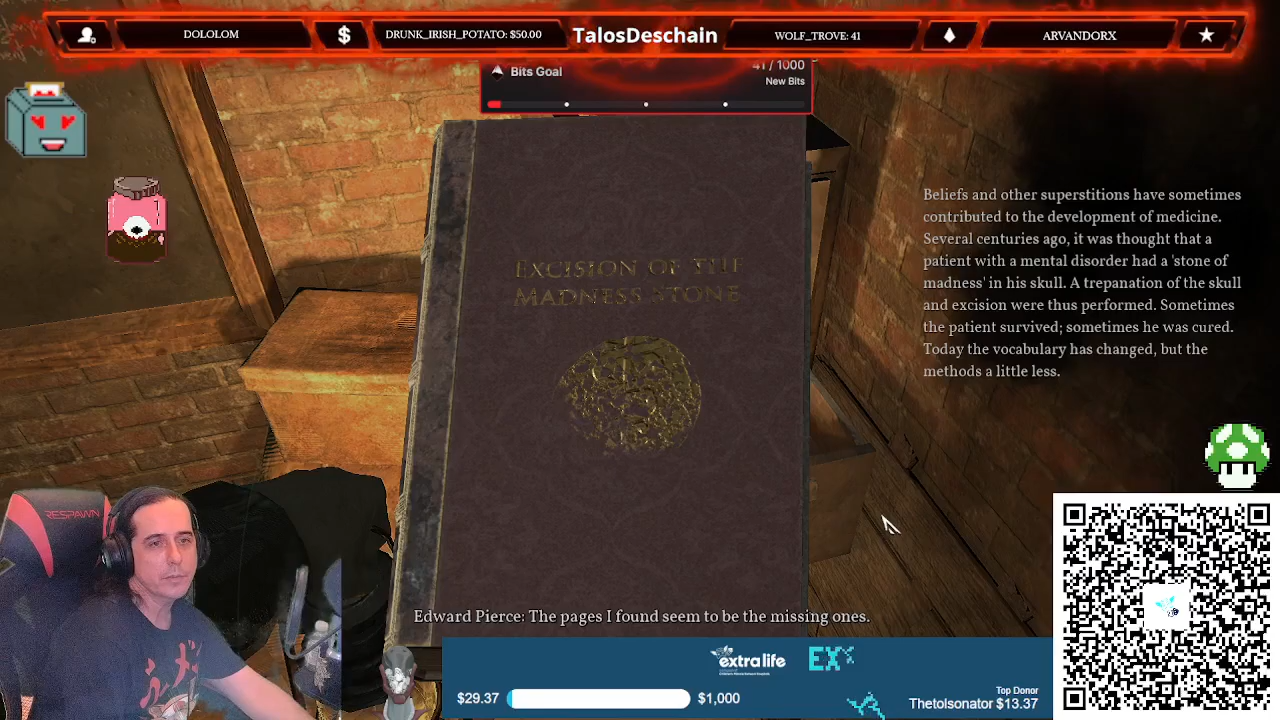 DOLOLOM
$
DRUNK_IRISH_POTATO: $50.00
TalosDeschain
WOLF_TROVE: 41
ARVANDORX
Bits Goal
41 / 1000
New Bits
EXCISION OF THE
MADNESS STONE
Beliefs and other superstitions have sometimes
contributed to the development of medicine.
Several centuries ago, it was thought that a
patient with a mental disorder had a 'stone of
madness' in his skull. A trepanation of the skull
and excision were thus performed. Sometimes
the patient survived; sometimes he was cured.
Today the vocabulary has changed, but the
methods a little less.
RESPAWN
Edward Pierce: The pages I found seem to be the missing ones.
extralife
EX
$29.37
$1,000
Top Donor
Thetolsonator $13.37